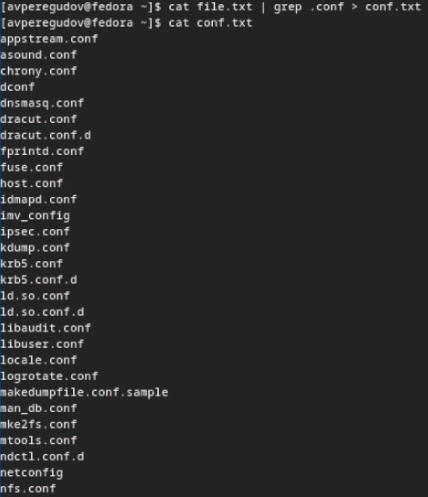 [avperegudov@fedora ~]$ cat file.txt | grep .conf > conf.txt
[avperegudov@fedora ~]$ cat conf.txt
appstream.conf
asound.conf
chrony.conf
dconf
dnsmasq.conf
dracut.conf
dracut.conf.d
fprintd.conf
fuse.conf
host.conf
idmapd.conf
imv_config
ipsec.conf
kdump.conf
krb5.conf
krb5.conf.d
ld.so.conf
ld.so.conf.d
libaudit.conf
libuser.conf
locale.conf
logrotate.conf
makedumpfile.conf.sample
man_db.conf
mke2fs.conf
mtools.conf
ndctl.conf.d
netconfig
nfs.conf